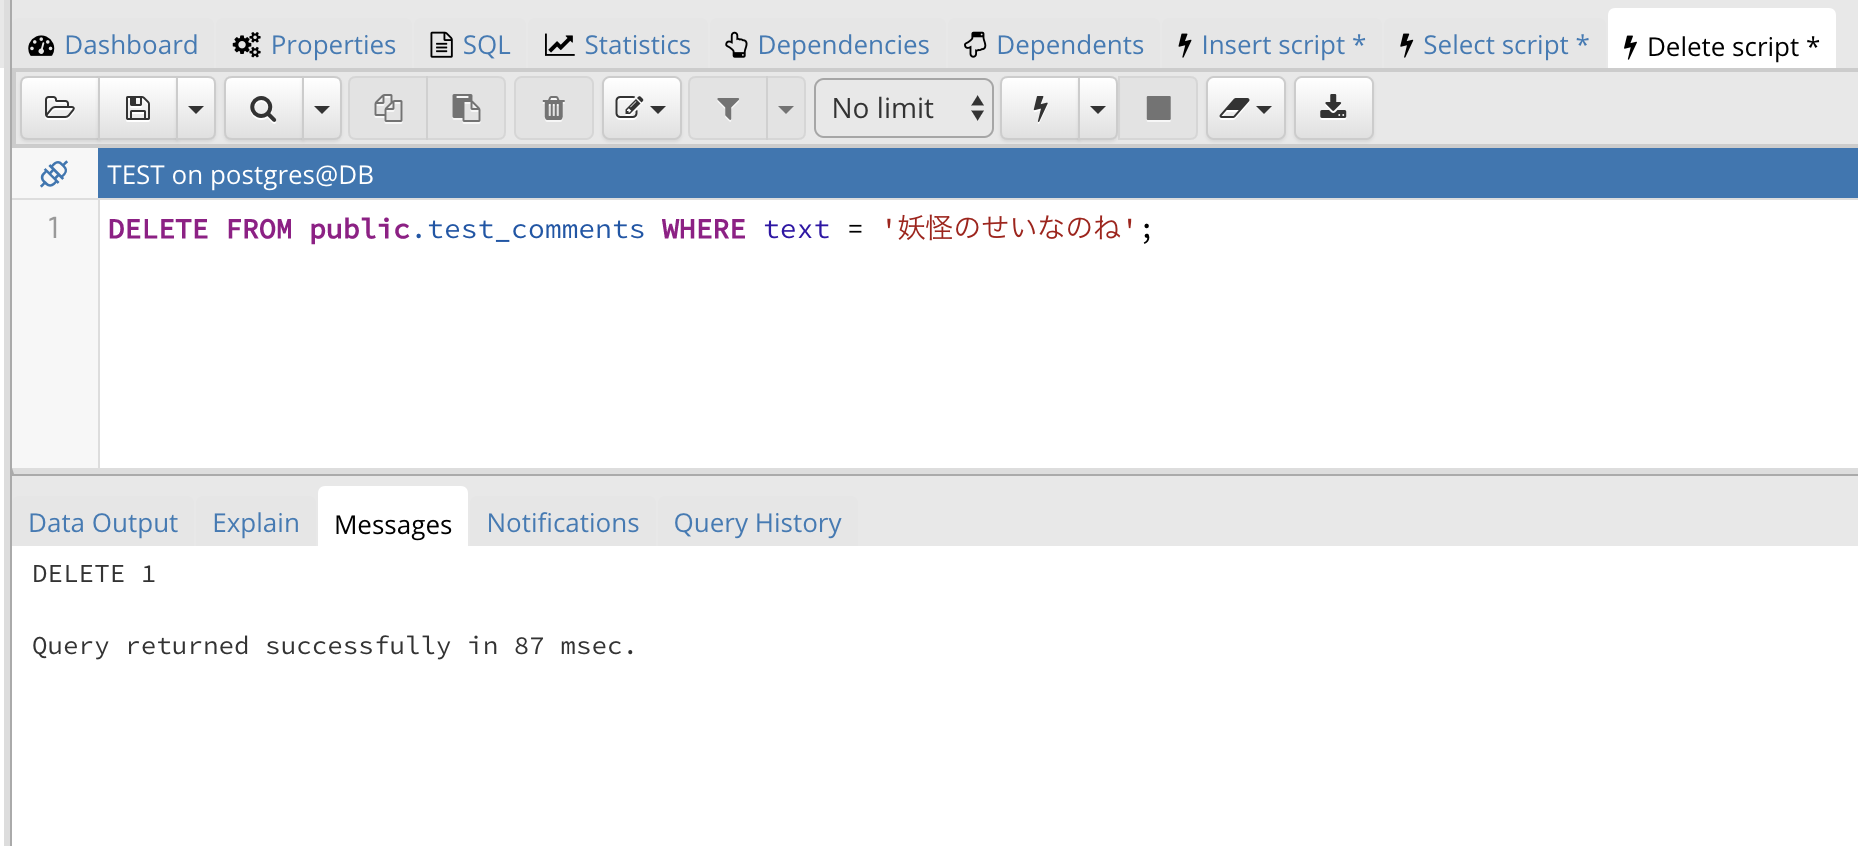 Dashboard Properties SQL Statistics Dependencies Dependents Insert script * Select script * Delete script *
No limit
TEST on postgres@DB
1 DELETE FROM public.test_comments WHERE text = '妖怪のせいなのね';
Data Output Explain Messages Notifications Query History
DELETE 1
Query returned successfully in 87 msec.